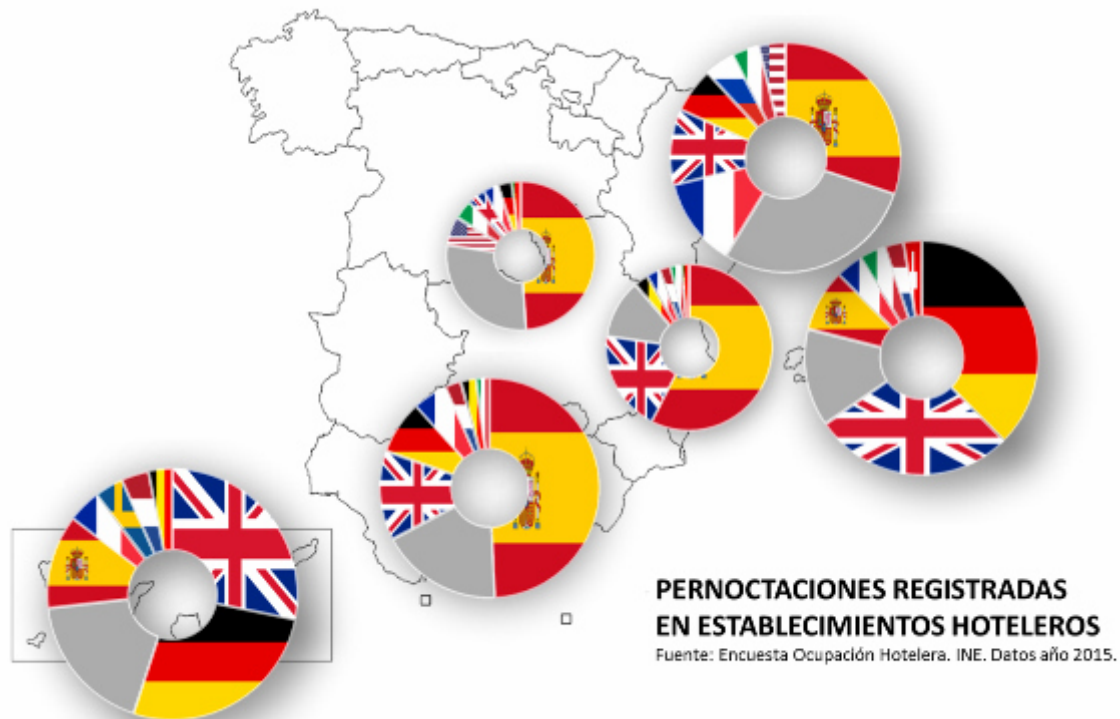 PERNOCTACIONES REGISTRADAS
EN ESTABLECIMIENTOS HOTELEROS
Fuente: Encuesta Ocupación Hotelera. INE. Datos año 2015.